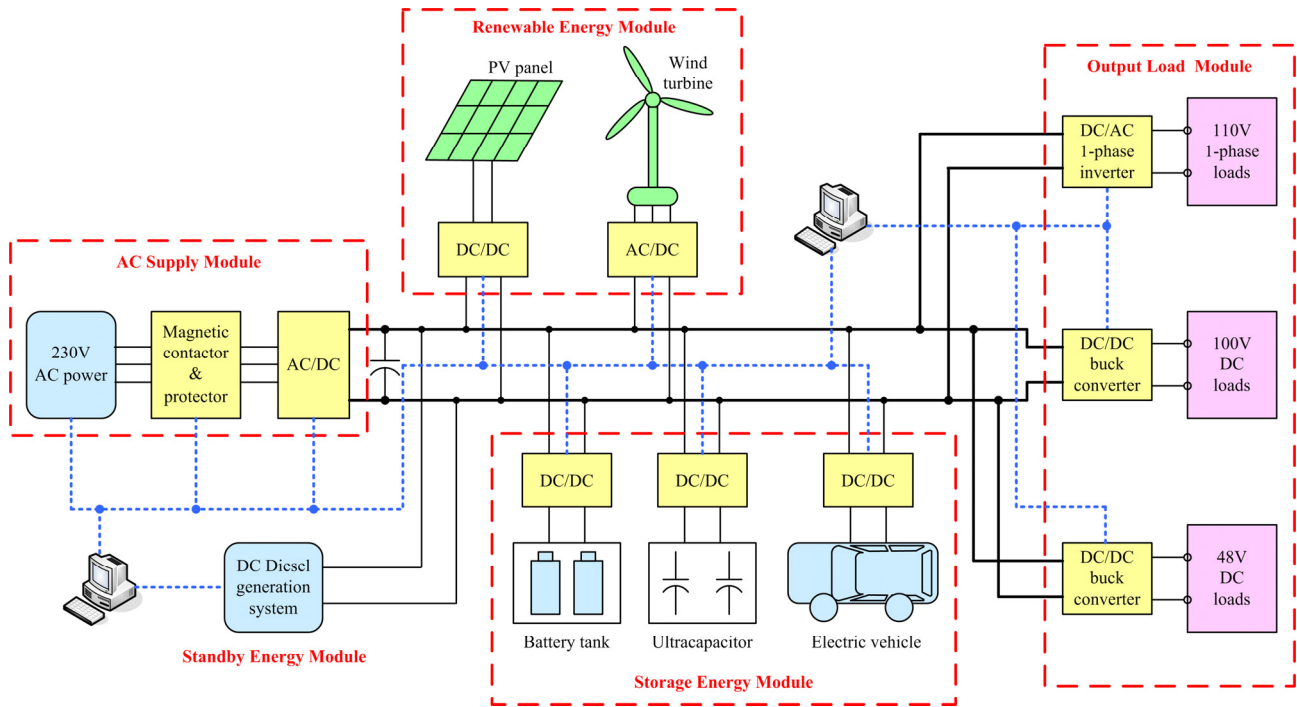 Renewable Energy Module
PV panel
Wind
turbine
DC/DC
AC/DC
AC Supply Module
230V
AC power
Magnetic
contactor
&
protector
AC/DC
DC Diesel
generation
system
Standby Energy Module
DC/DC
DC/DC
DC/DC
Battery tank
Ultracapacitor
Electric vehicle
Storage Energy Module
Output Load  Module
DC/AC
1-phase
inverter
110V
1-phase
loads
DC/DC
buck
converter
100V
DC
loads
DC/DC
buck
converter
48V
DC
loads